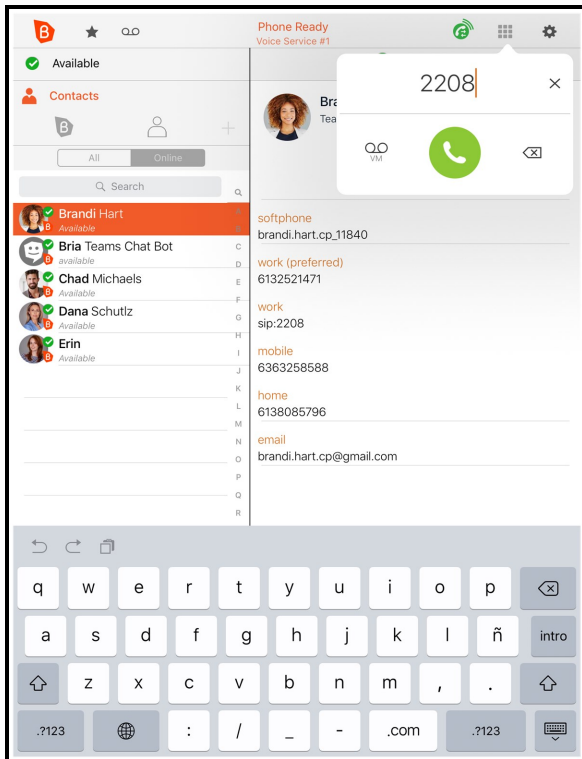 Phone Ready
Voice Service #1
Available
2208
VM
Contacts
B
All
Online
Search
Bra
Tea
Brandi Hart
Available
Bria Teams Chat Bot
available
Chad Michaels
Available
Dana Schutlz
Available
Erin
Available
C
D
E
F
G
H
I
J
K
L
M
N
O
P
Q
R
softphone
brandi.hart.cp_11840
work (preferred)
6132521471
work
sip:2208
mobile
6363258588
home
6138085796
email
brandi.hart.cp@gmail.com
q w e r t y u i o p
a s d f g h j k l ñ intro
z x c v b n m , .
.?123 : / _ - .com .?123